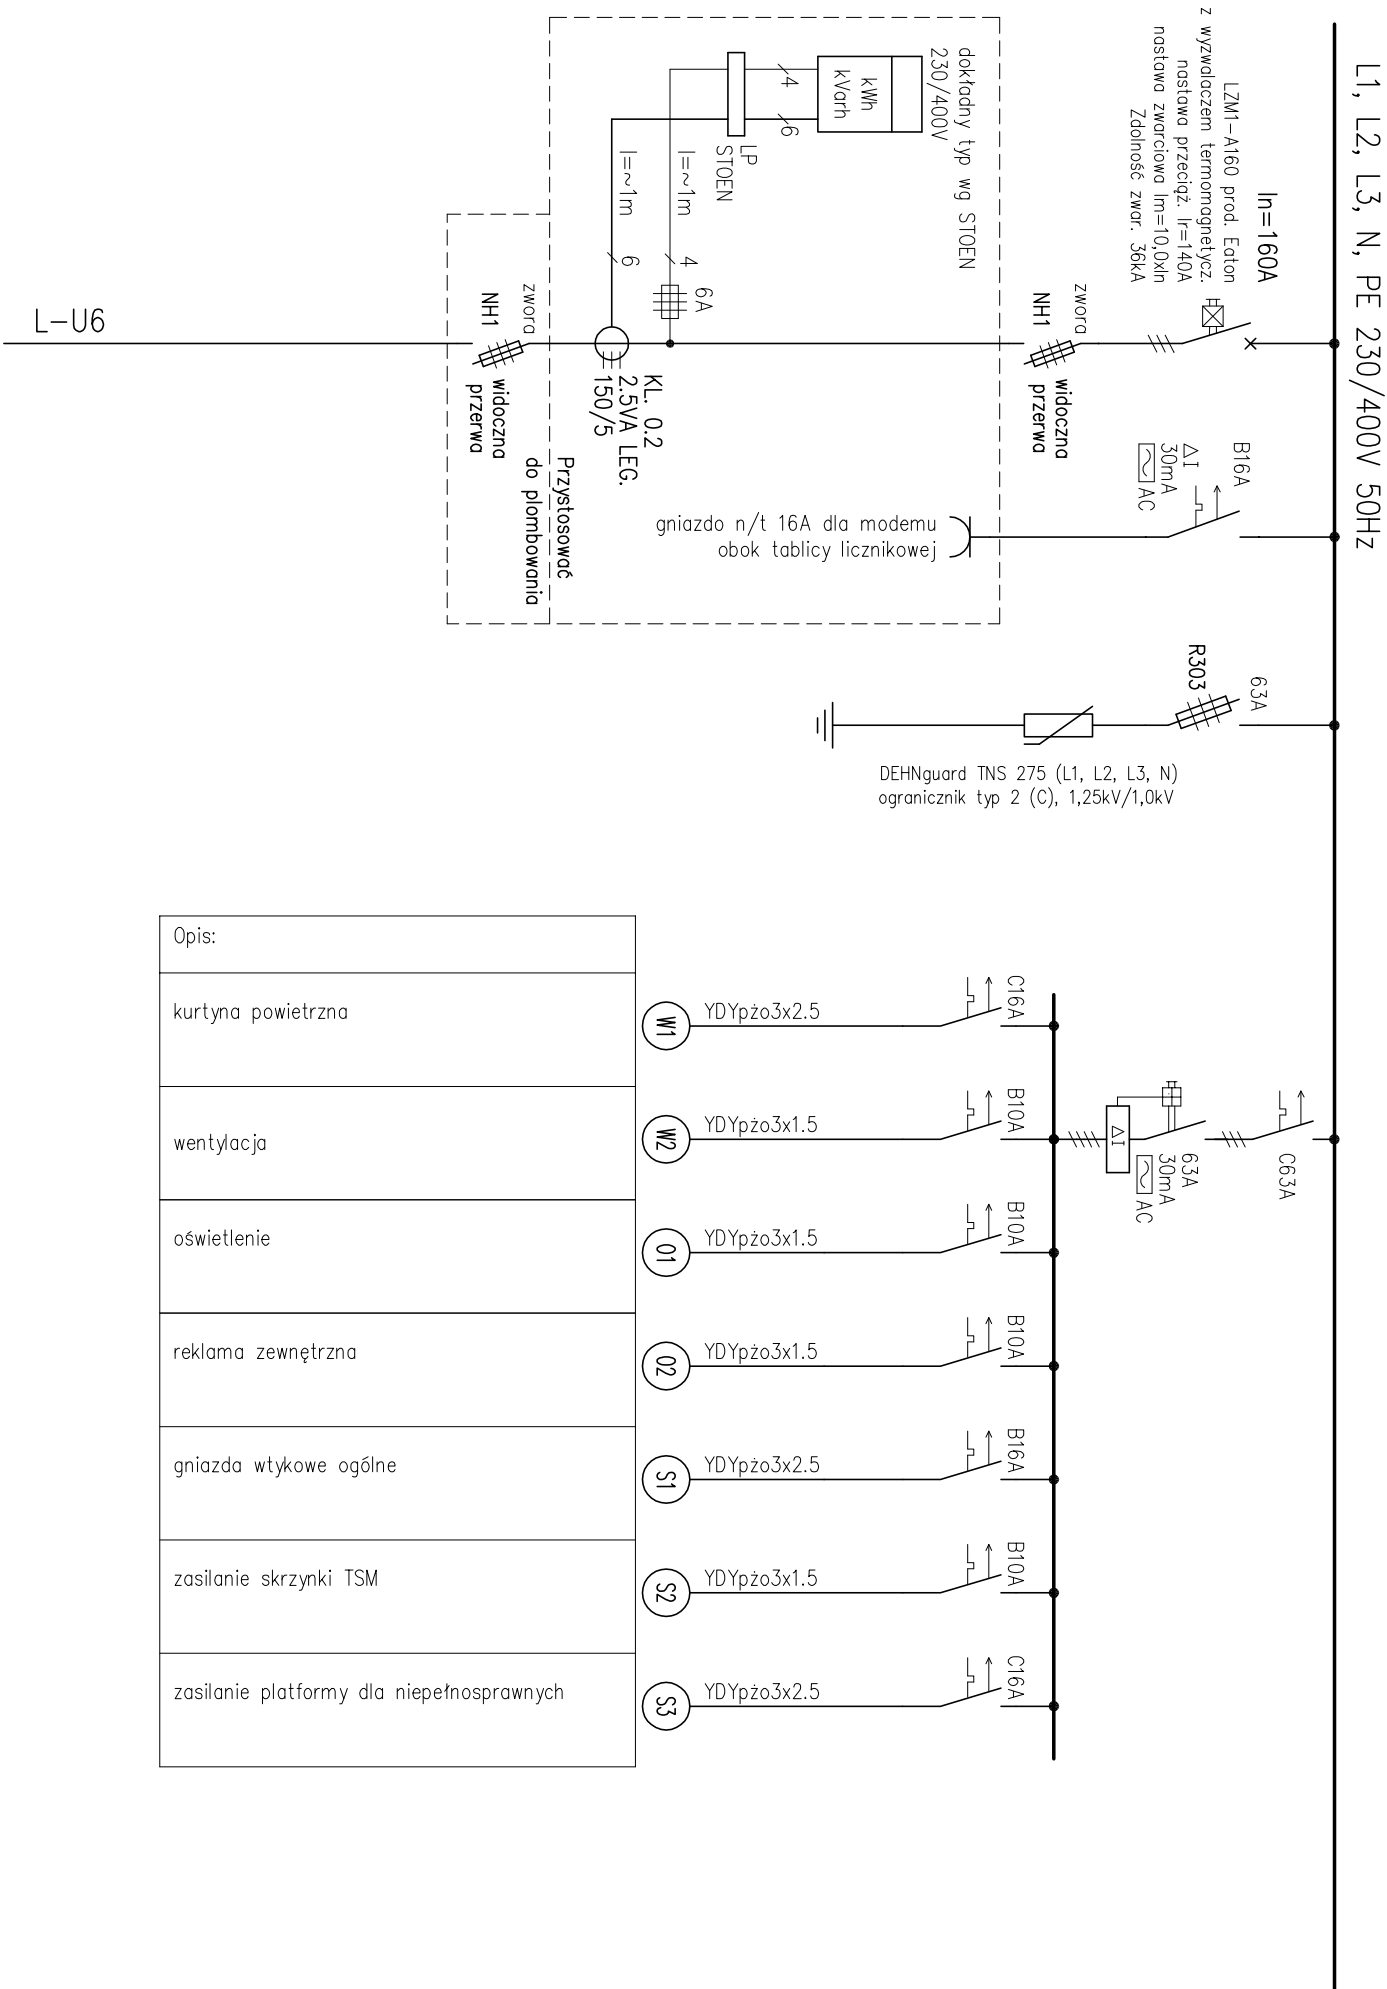 L1, L2, L3, N, PE 230/400V 50Hz
In=160A
LZM1-A160 prod. Eaton
z wyzwalaczem termomagnetycz.
nastawa przeciąż. Ir=140A
nastawa zwarciowa Im=10,0xIn
Zdolność zwar. 36kA
zwora
NH1
widoczna
przerwa
dokładny typ wg STOEN
230/400V
kWh
kVarh
4
6
LP
STOEN
l=~1m
4
6A
l=~1m
6
KL. 0.2
2.5VA LEG.
150/5
zwora
NH1
widoczna
przerwa
Przystosować
do plombowania
L-U6
B16A
ΔI
30mA
AC
gniazdo n/t 16A dla modemu
obok tablicy licznikowej
63A
R303
DEHNguard TNS 275 (L1, L2, L3, N)
ogranicznik typ 2 (C), 1,25kV/1,0kV
C63A
63A
30mA
AC
ΔI
Opis:
kurtyna powietrzna
W1
YDYpżo3x2.5
C16A
wentylacja
W2
YDYpżo3x1.5
B10A
oświetlenie
O1
YDYpżo3x1.5
B10A
reklama zewnętrzna
O2
YDYpżo3x1.5
B10A
gniazda wtykowe ogólne
S1
YDYpżo3x2.5
B16A
zasilanie skrzynki TSM
S2
YDYpżo3x1.5
B10A
zasilanie platformy dla niepełnosprawnych
S3
YDYpżo3x2.5
C16A